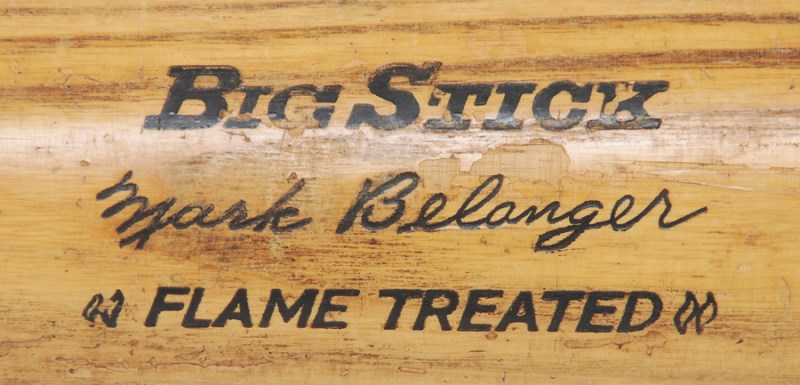 BIG STICK
Mark Belanger
FLAME TREATED